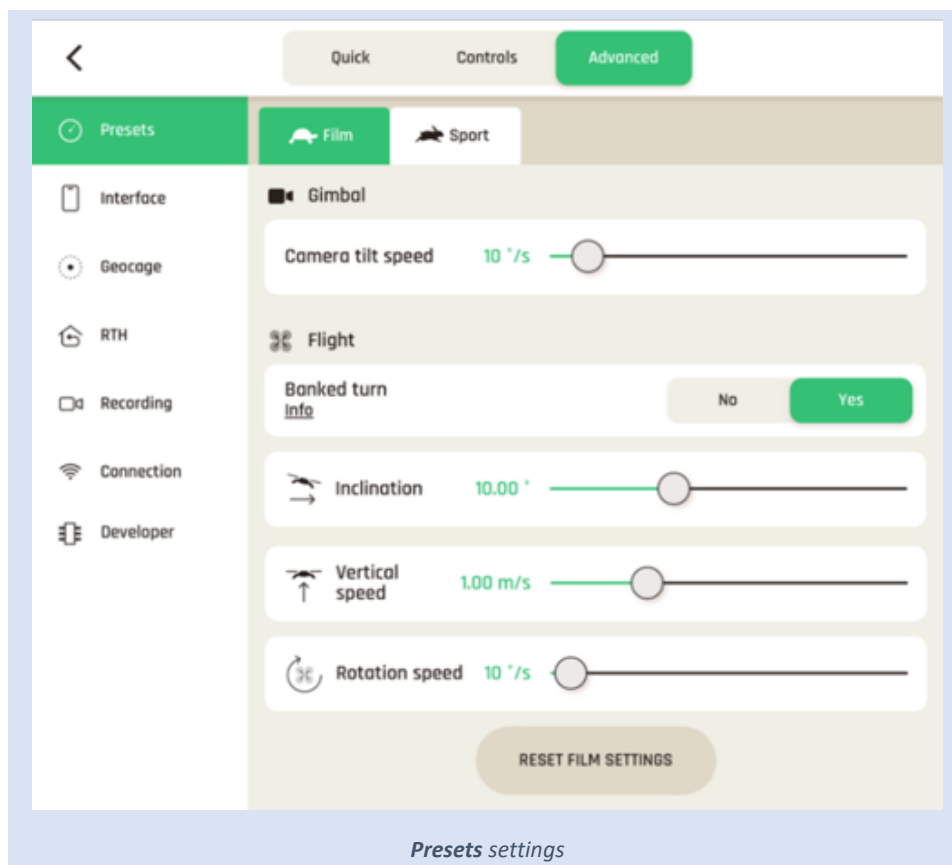 Quick Controls Advanced
Presets
Interface
Geocage
RTH
Recording
Connection
Developer
Film Sport
Gimbal
Camera tilt speed 10 °/s
Flight
Banked turn
Info
No Yes
Inclination 10.00 °
Vertical
speed 1.00 m/s
Rotation speed 10 °/s
RESET FILM SETTINGS
Presets settings